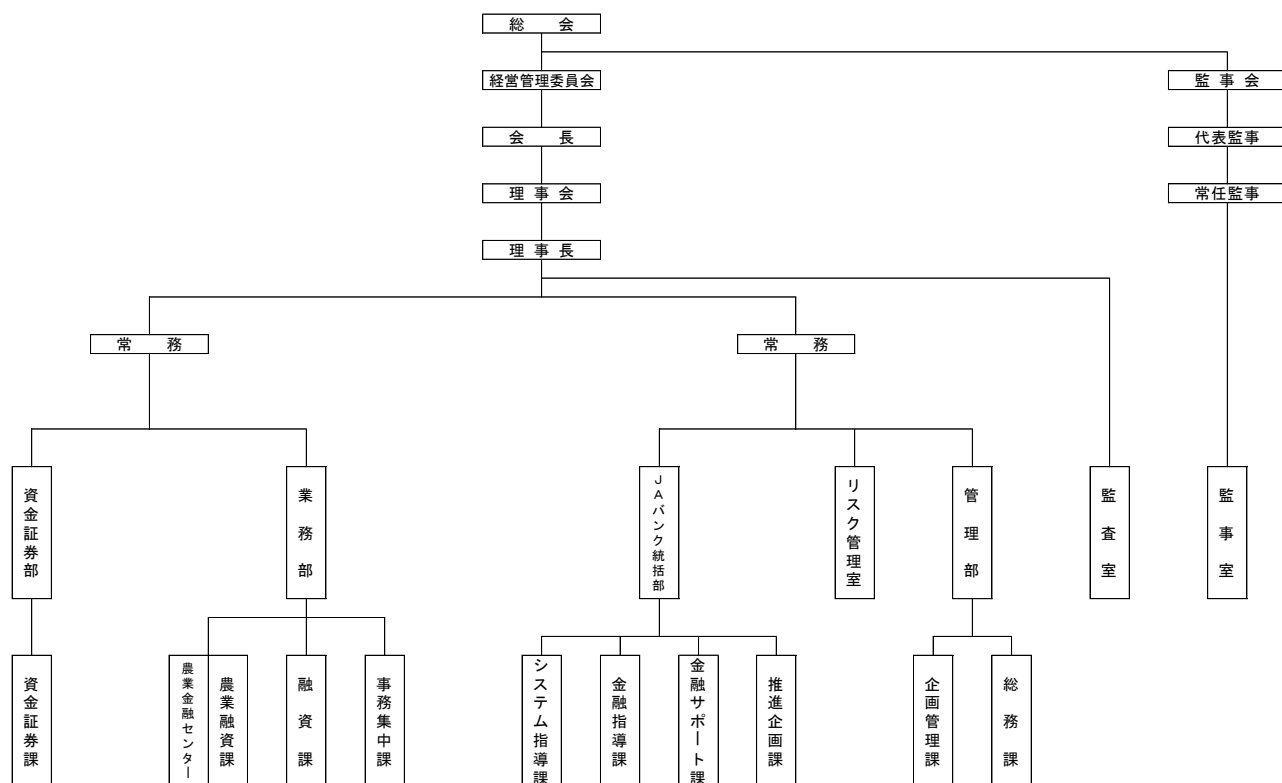 総　会
経営管理委員会
監 事 会
会　長
代表監事
理 事 会
常任監事
理 事 長
常　務
常　務
資金証券部
業務部
ＪＡバンク統括部
リスク管理室
管理部
監査室
監事室
資金証券課
農業金融センター
農業融資課
融資課
事務集中課
システム指導課
金融指導課
金融サポート課
推進企画課
企画管理課
総務課